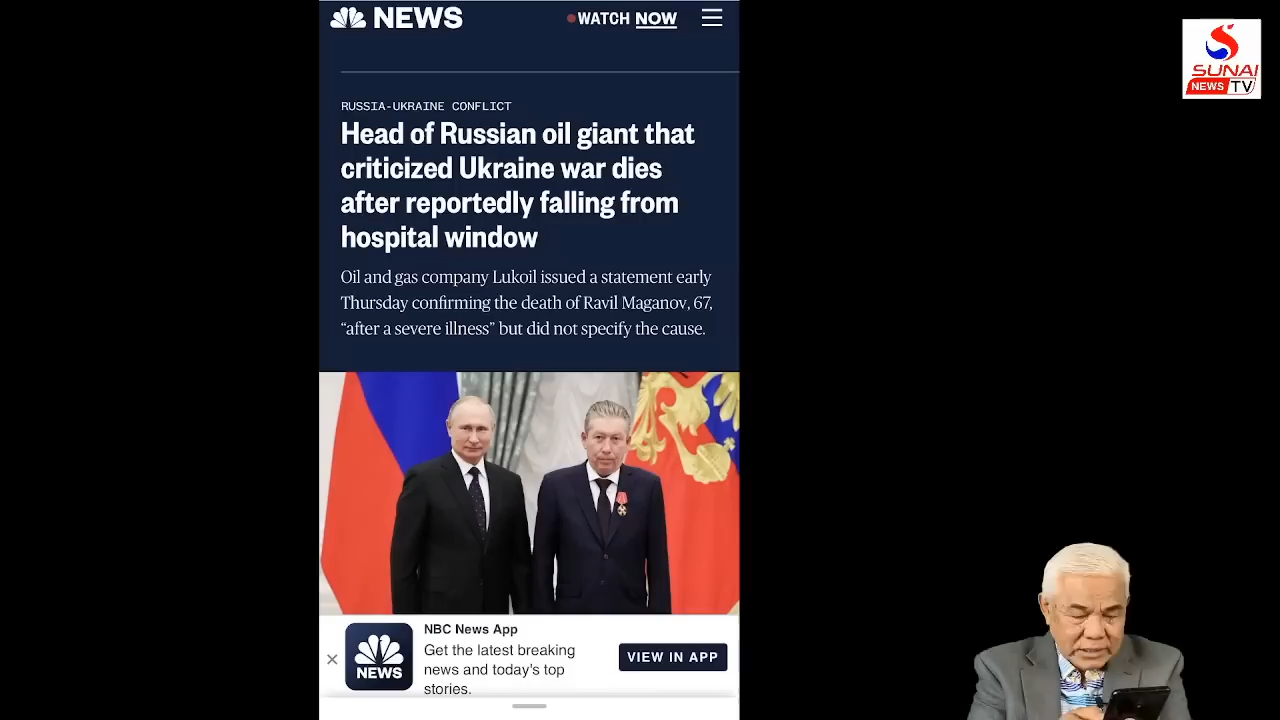 NEWS
WATCH NOW
SUNAI
NEWS TV
RUSSIA-UKRAINE CONFLICT
Head of Russian oil giant that
criticized Ukraine war dies
after reportedly falling from
hospital window
Oil and gas company Lukoil issued a statement early
Thursday confirming the death of Ravil Maganov, 67,
“after a severe illness” but did not specify the cause.
NBC News App
Get the latest breaking
news and today's top
stories.
NEWS
VIEW IN APP